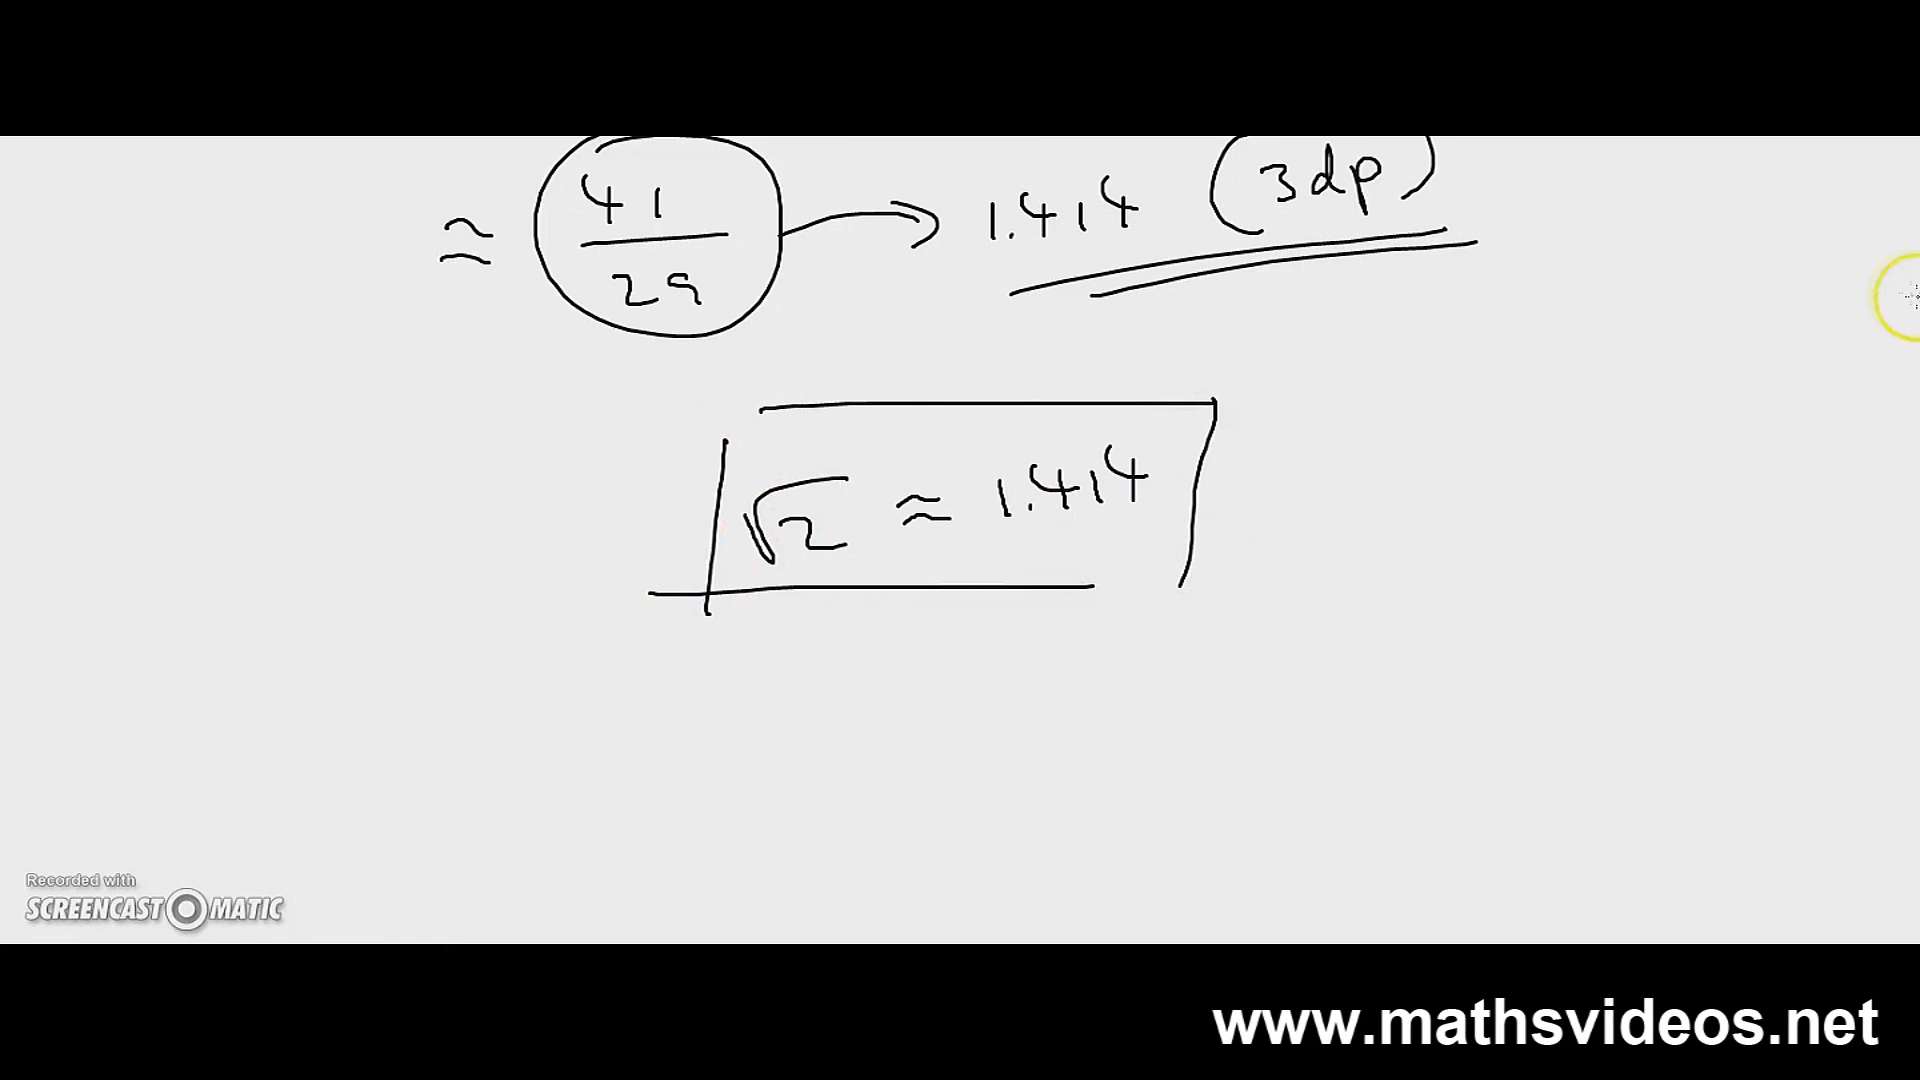 ≈ 41/29 → 1.414 (3dp)
√2 ≈ 1.414
Recorded with
SCREENCAST-O-MATIC
www.mathsvideos.net